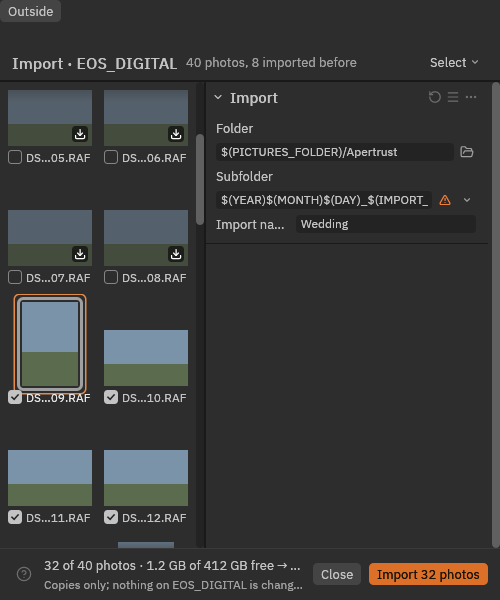 Outside
Import · EOS_DIGITAL 40 photos, 8 imported before Select
DS...05.RAF DS...06.RAF
DS...07.RAF DS...08.RAF
DS...09.RAF DS...10.RAF
DS...11.RAF DS...12.RAF
Import
Folder
$(PICTURES_FOLDER)/Apertrust
Subfolder
$(YEAR)$(MONTH)$(DAY)_$(IMPORT_
Import na... Wedding
32 of 40 photos · 1.2 GB of 412 GB free → ...
Copies only; nothing on EOS_DIGITAL is chang...
Close Import 32 photos